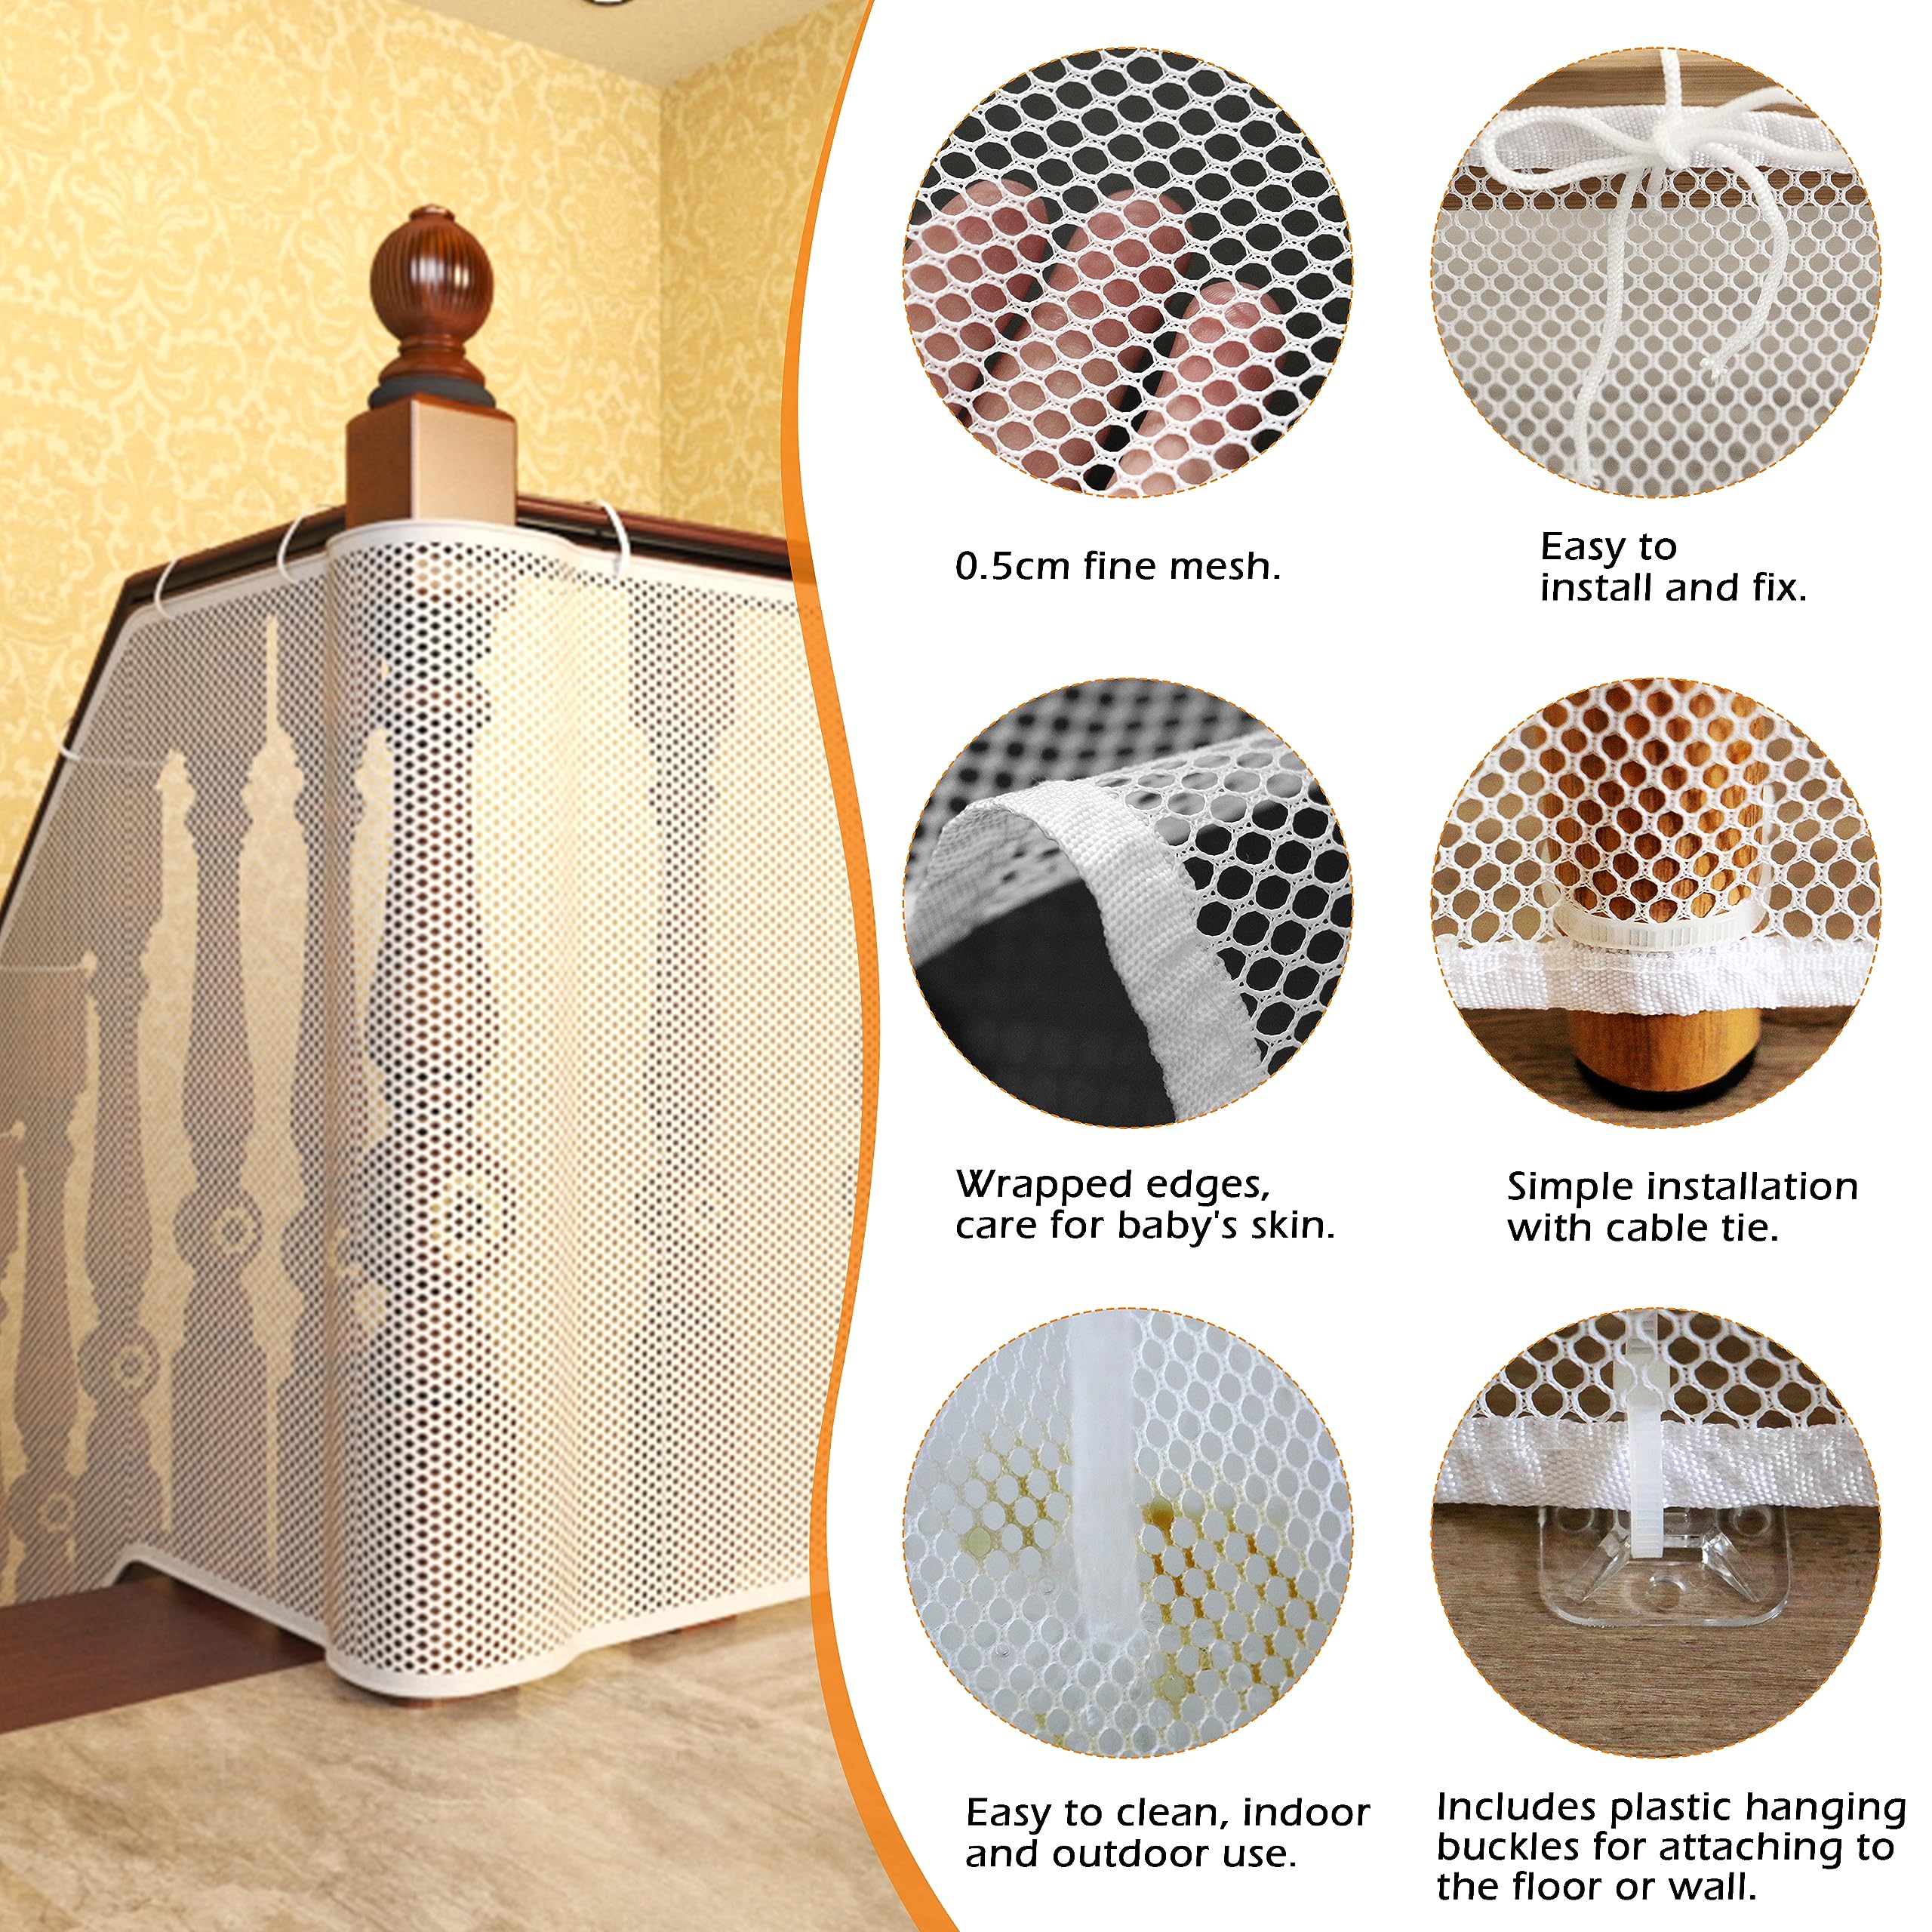 0.5cm fine mesh.
Easy to
install and fix.
Wrapped edges,
care for baby's skin.
Simple installation
with cable tie.
Easy to clean, indoor
and outdoor use.
Includes plastic hanging
buckles for attaching to
the floor or wall.